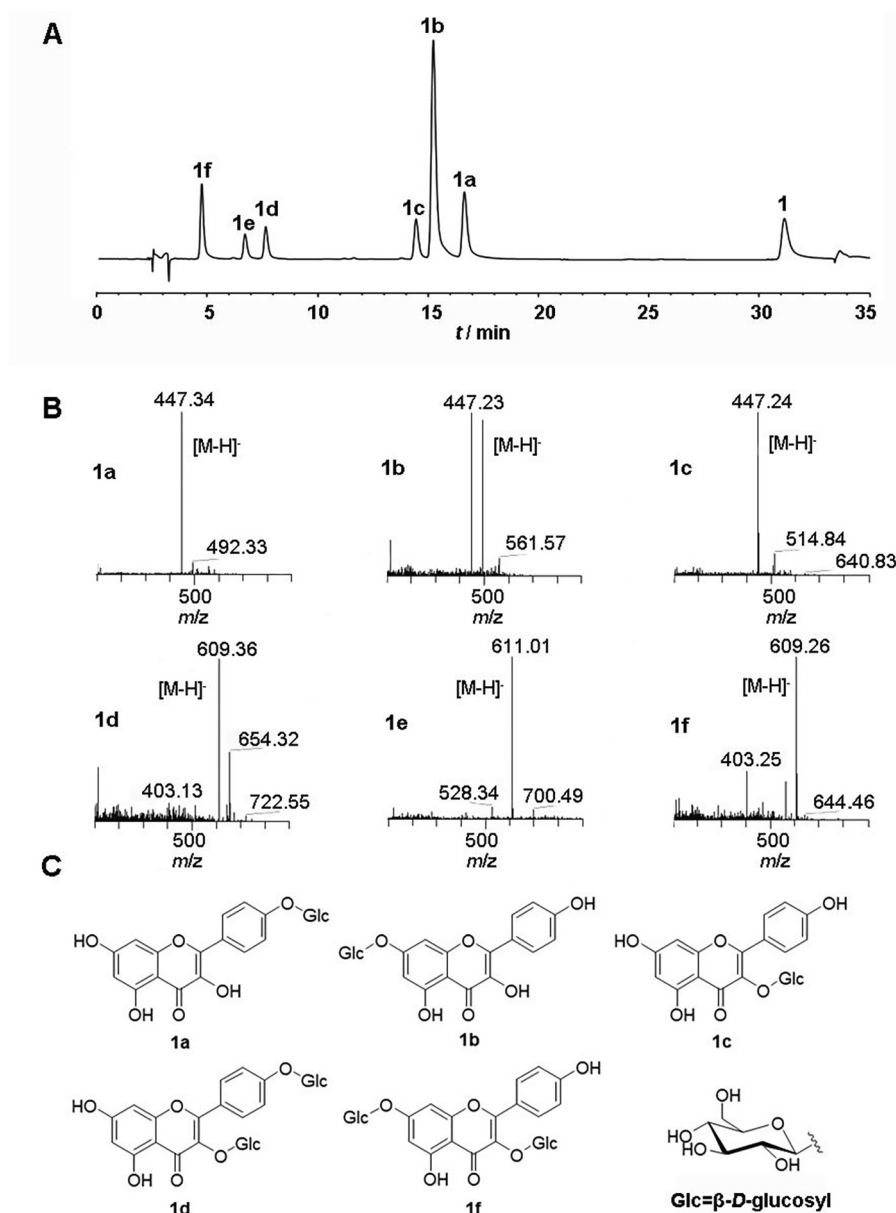 A
1b
1f
1a
1e
1d
1c
1
0 5 10 15 20 25 30 35
t / min
B
447.34
447.23
447.24
[M-H]-
[M-H]-
[M-H]-
1a
1b
1c
492.33
561.57
514.84
640.83
500
500
500
m/z
m/z
m/z
609.36
611.01
609.26
[M-H]-
[M-H]-
[M-H]-
1d
1e
1f
654.32
403.13
722.55
528.34
700.49
403.25
644.46
500
500
500
m/z
m/z
m/z
C
O Glc
HO O
OH
OH O
1a
OH
Glc O O
OH
OH O
1b
OH
HO O
Glc
O
OH O
1c
O Glc
HO O
Glc
O
OH O
1d
OH
Glc O O
Glc
O
OH O
1f
OH
O
HO
HO
OH
Glc=β-D-glucosyl